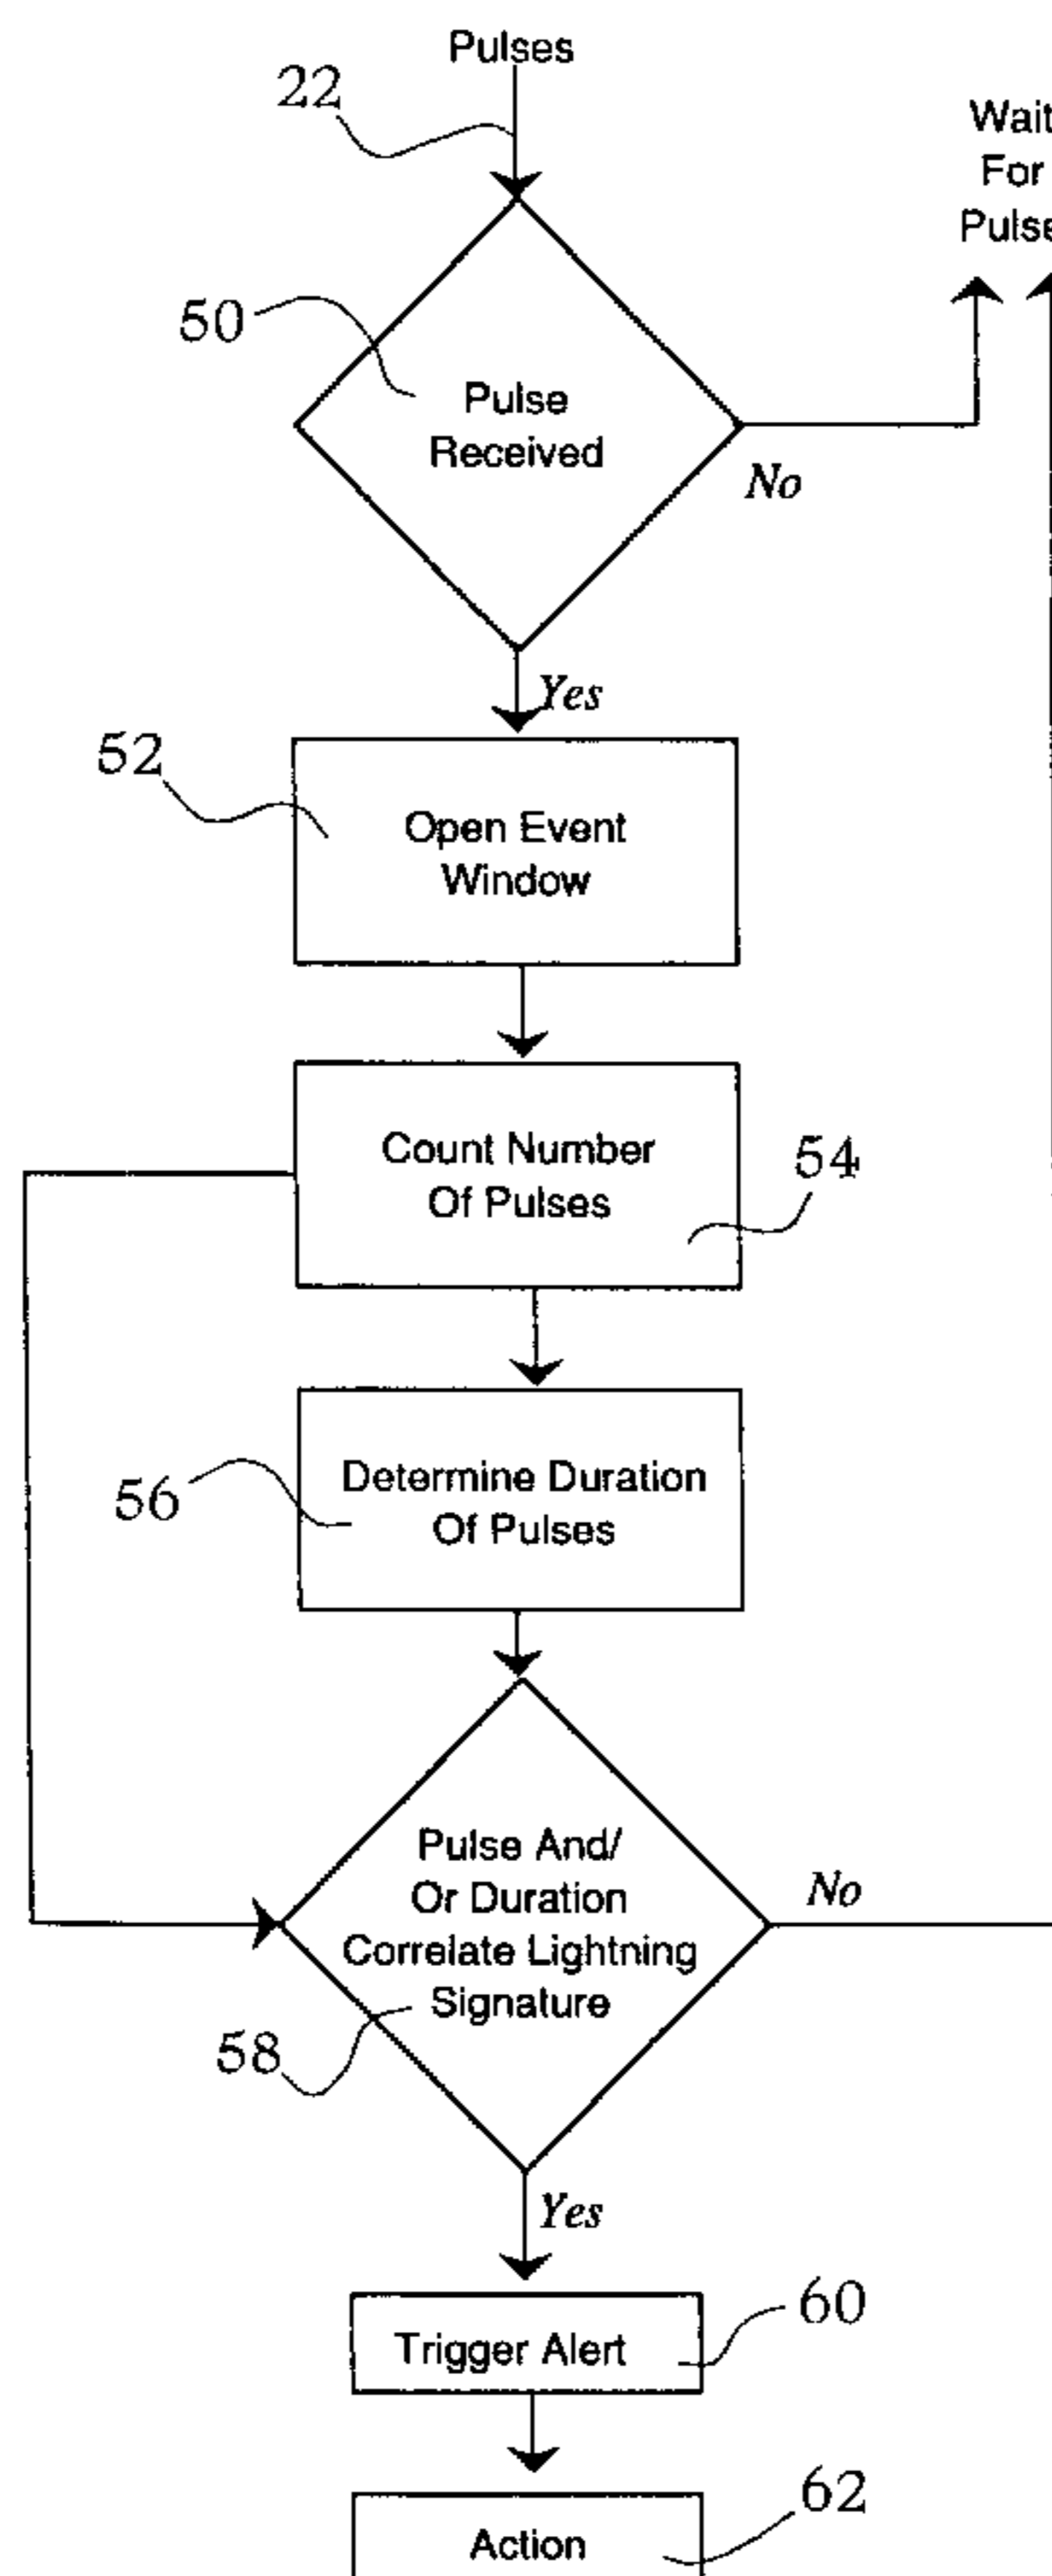 Pulses
22
Wait
For
Pulse
50
Pulse
Received
No
Yes
52
Open Event
Window
Count Number
Of Pulses
54
Determine Duration
Of Pulses
56
Pulse And/
Or Duration
Correlate Lightning
Signature
No
58
Yes
60
Trigger Alert
62
Action